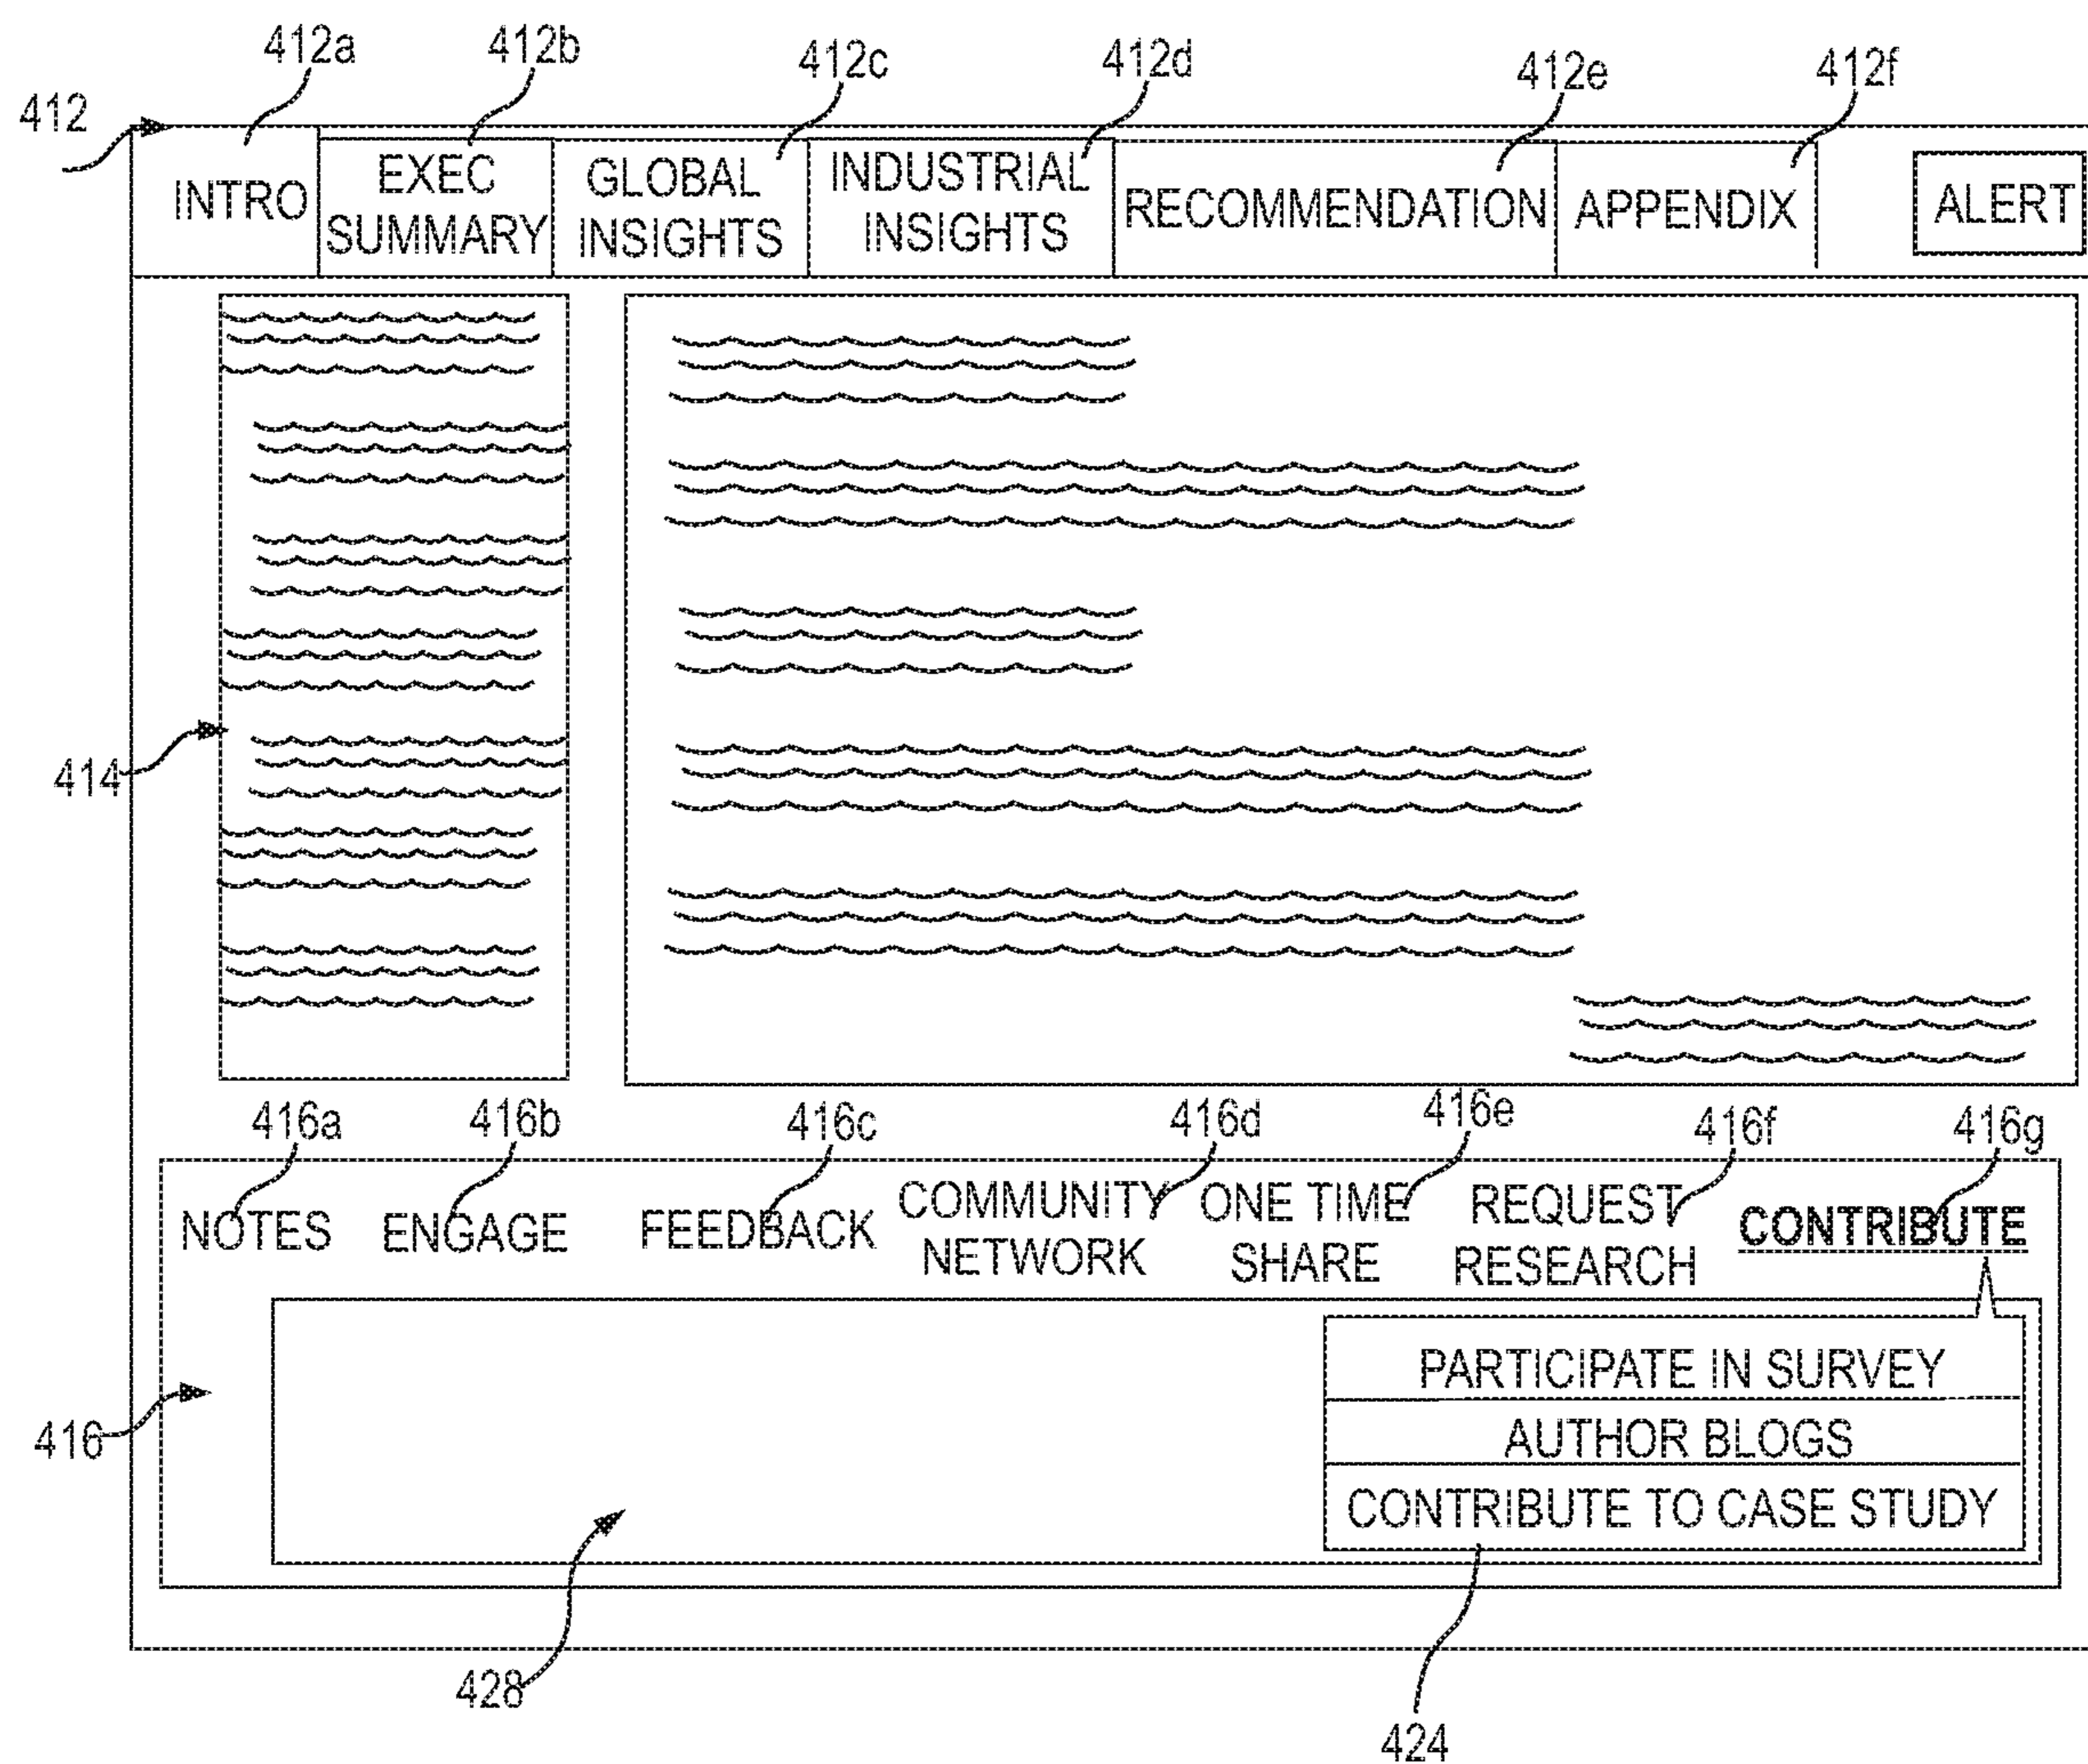 412a 412b 412c 412d 412e 412f
412
INTRO
EXEC
SUMMARY
GLOBAL
INSIGHTS
INDUSTRIAL
INSIGHTS
RECOMMENDATION
APPENDIX
ALERT
414
416a 416b 416c 416d 416e 416f 416g
NOTES
ENGAGE
FEEDBACK
COMMUNITY
NETWORK
ONE TIME
SHARE
REQUEST
RESEARCH
CONTRIBUTE
PARTICIPATE IN SURVEY
AUTHOR BLOGS
CONTRIBUTE TO CASE STUDY
416
428
424